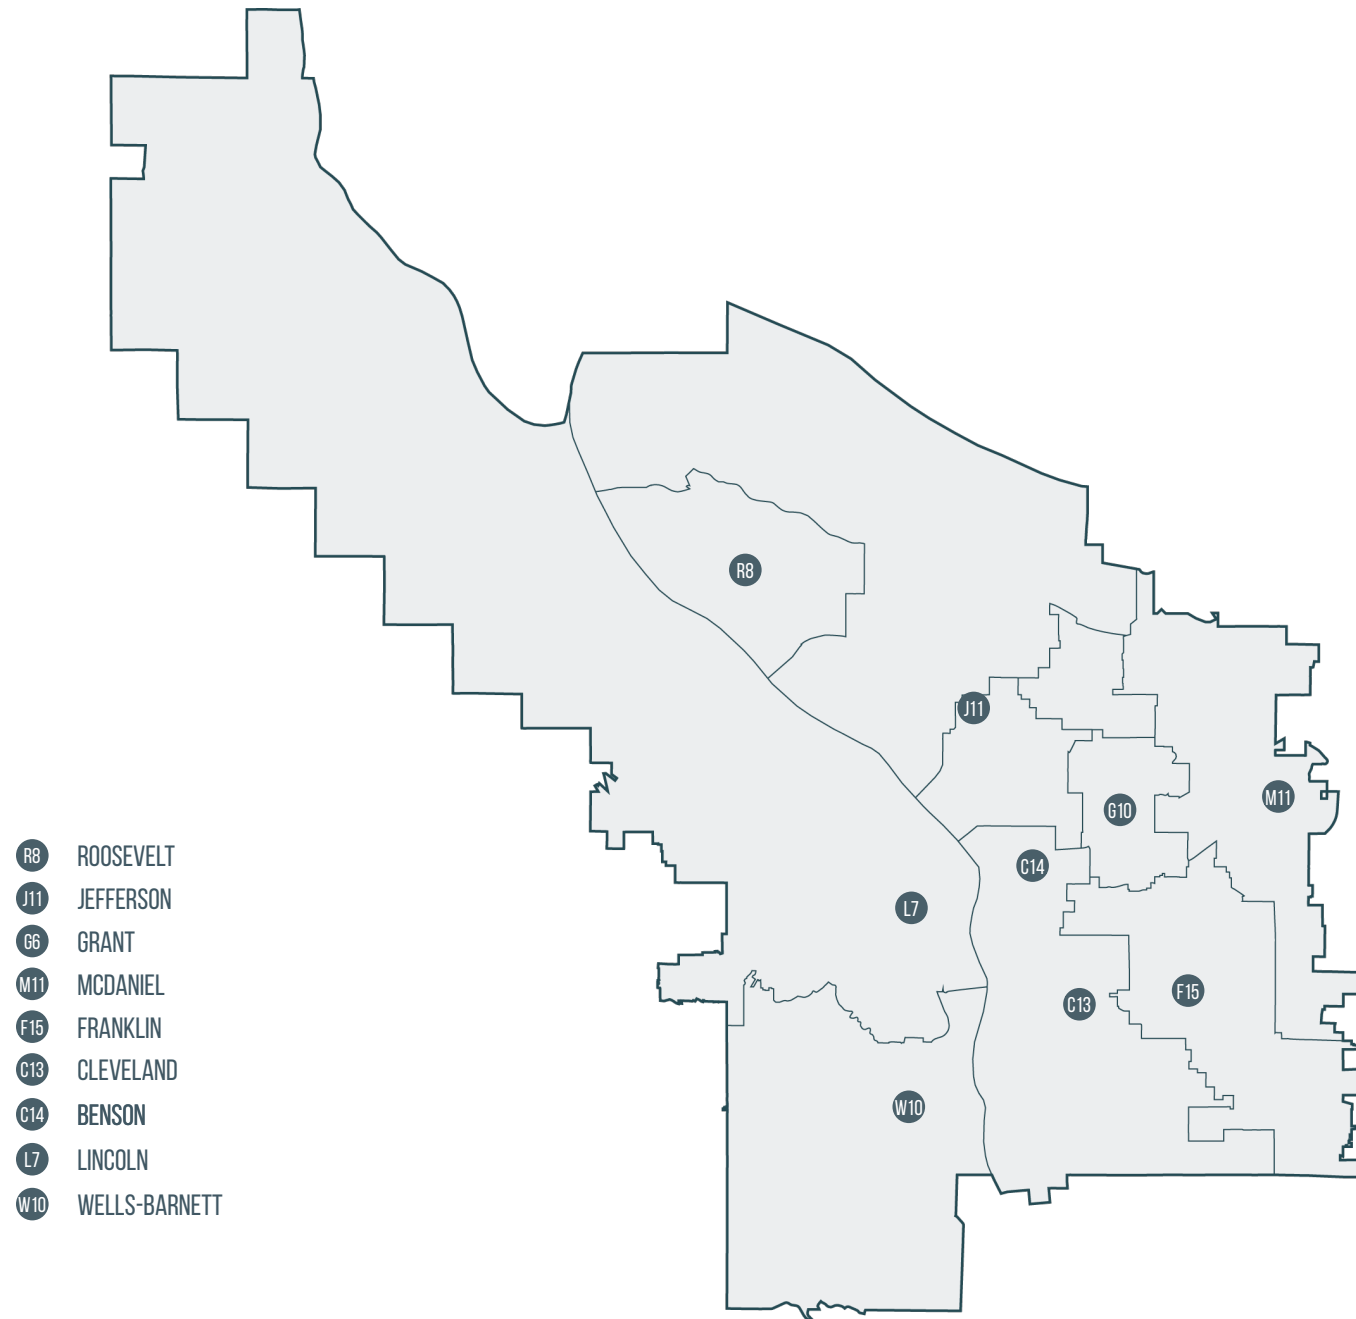 R8
J11
G10
M11
C14
L7
F15
C13
W10
R8 ROOSEVELT
J11 JEFFERSON
G6 GRANT
M11 MCDANIEL
F15 FRANKLIN
C13 CLEVELAND
C14 BENSON
L7 LINCOLN
W10 WELLS-BARNETT